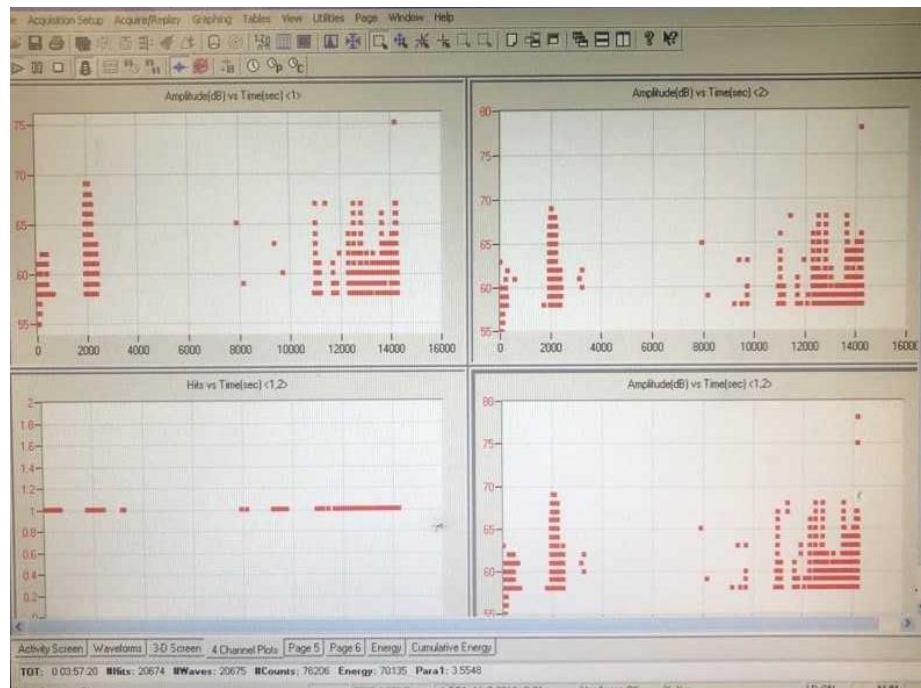 Acquisition Setup Acquire/Replay Graphing Tables View Utilities Page Window Help
Amplitude(dB) vs Time(sec) <1>
75
70
65
60
55
0 2000 4000 6000 8000 10000 12000 14000 16000
Amplitude(dB) vs Time(sec) <2>
80
75
70
65
60
55
0 2000 4000 6000 8000 10000 12000 14000 16000
Hits vs Time(sec) <1,2>
2
1.8
1.6
1.4
1.2
1
0.8
0.6
0.4
0.2
Amplitude(dB) vs Time(sec) <1,2>
80
75
70
65
60
Activity Screen Waveforms 3-D Screen 4 Channel Plots Page 5 Page 6 Energy Cumulative Energy
TOT: 0 03:57:20 #Hits: 20674 #Waves: 20675 #Counts: 76206 Energy: 70135 Para1: 3.5548